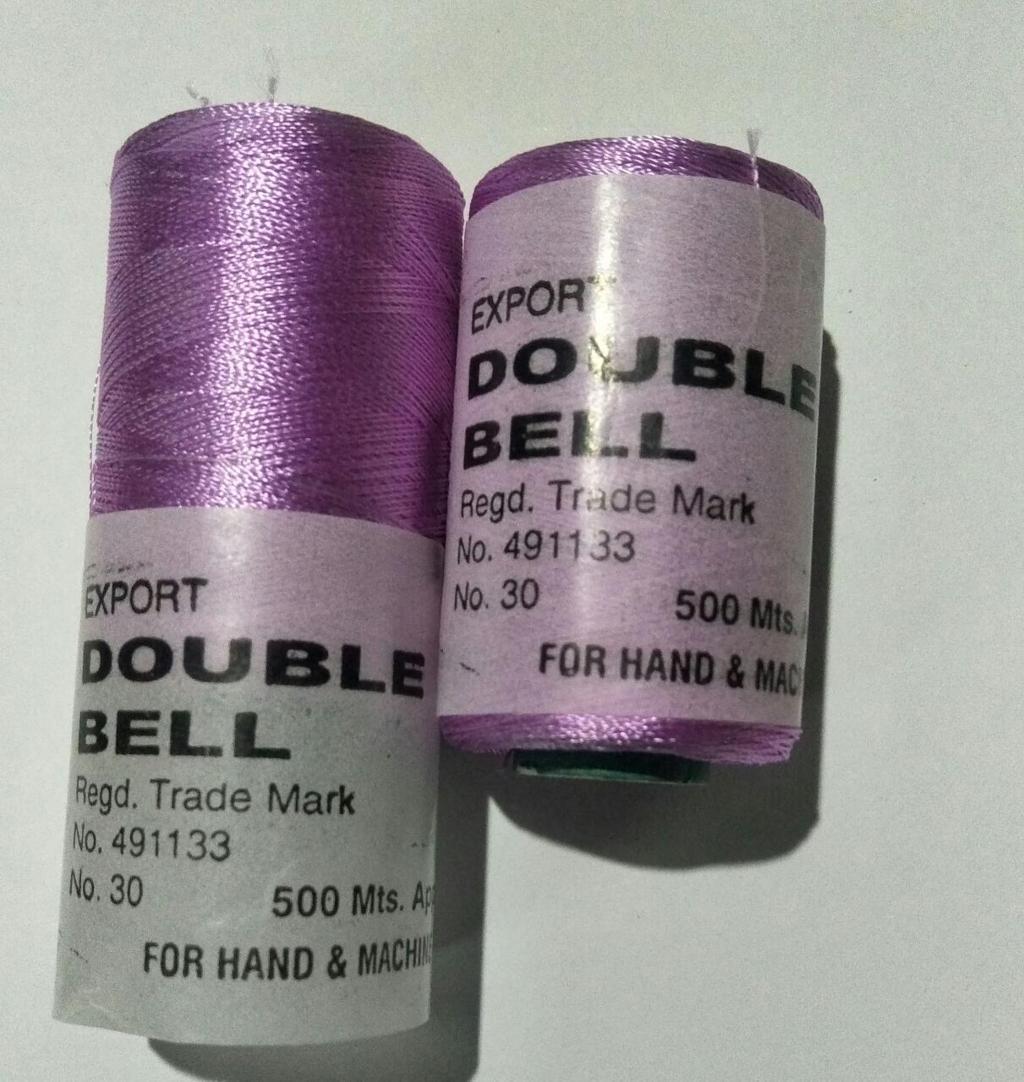 EXPORT
DOUBLE
BELL
Regd. Trade Mark
No. 491133
No. 30
500 Mts.
FOR HAND & MACHINE
EXPORT
DOUBLE
BELL
Regd. Trade Mark
No. 491133
No. 30
500 Mts.
FOR HAND &